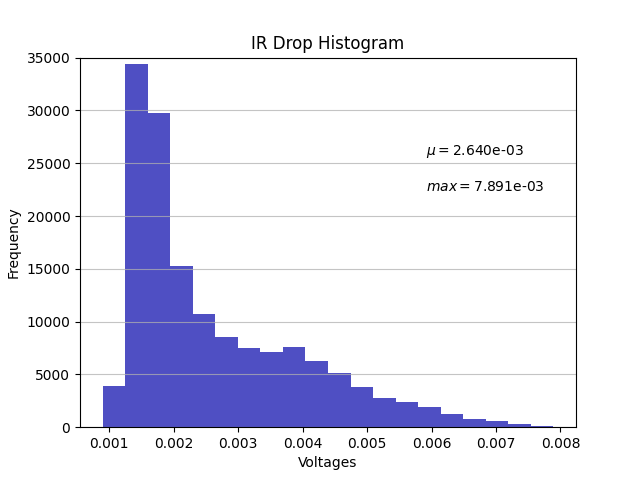 IR Drop Histogram
35000
30000
25000
20000
15000
10000
5000
0
Frequency
μ = 2.640e-03
max = 7.891e-03
0.001 0.002 0.003 0.004 0.005 0.006 0.007 0.008
Voltages